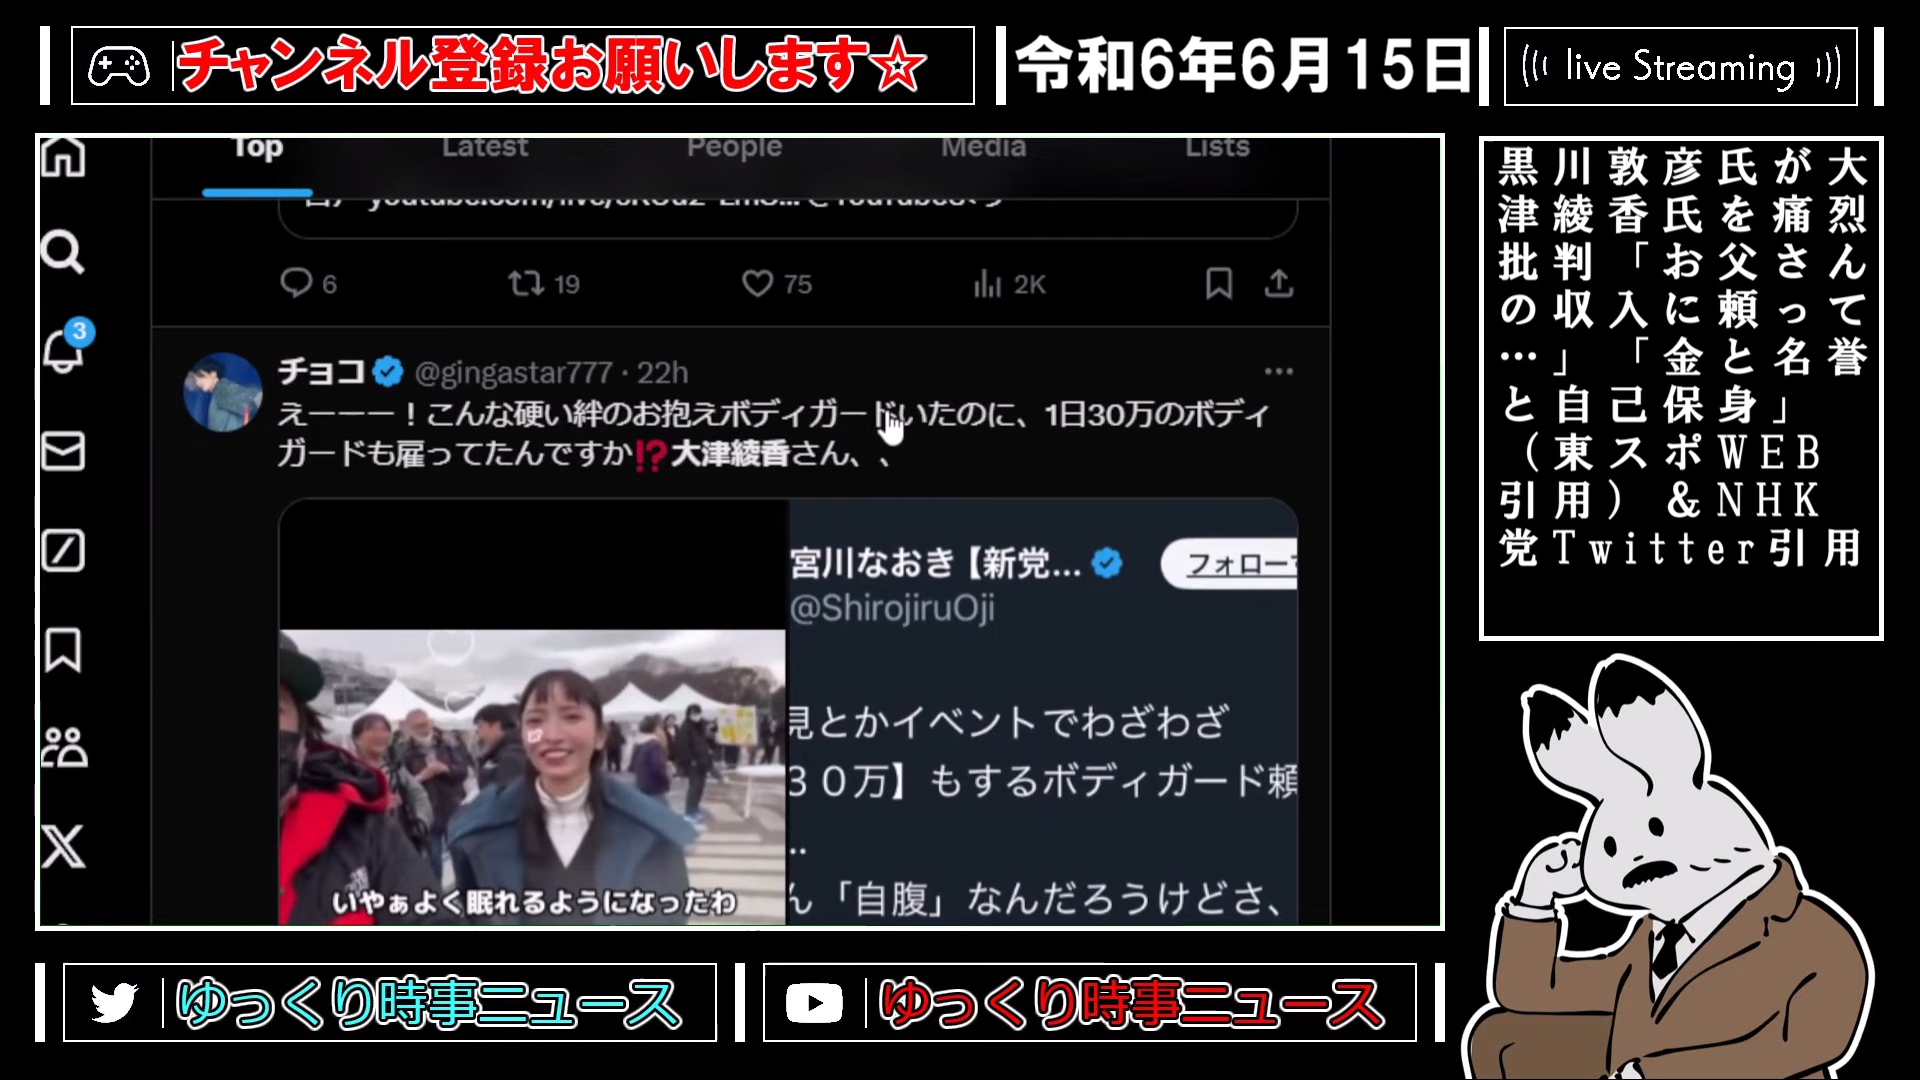 チャンネル登録お願いします☆
令和6年6月15日
live Streaming
Top
Latest
People
Media
Lists
6
19
75
2K
3
チョコ @gingastar777 · 22h
えーーー！こんな硬い絆のお抱えボディガードいたのに、1日30万のボディ
ガードも雇ってたんですか⁉大津綾香さん、、
宮川なおき【新党...
フォロー
@ShirojiruOji
見とかイベントでわざわざ
30万】もするボディガード頼
..
ん「自腹」なんだろうけどさ、
いやぁよく眠れるようになったわ
黒川敦彦氏が大
津綾香氏を痛烈
批判「お父さん
の収入に頼って
…」「金と名誉
と自己保身」
（東スポWEB
引用）＆NHK
党Twitter引用
ゆっくり時事ニュース
ゆっくり時事ニュース